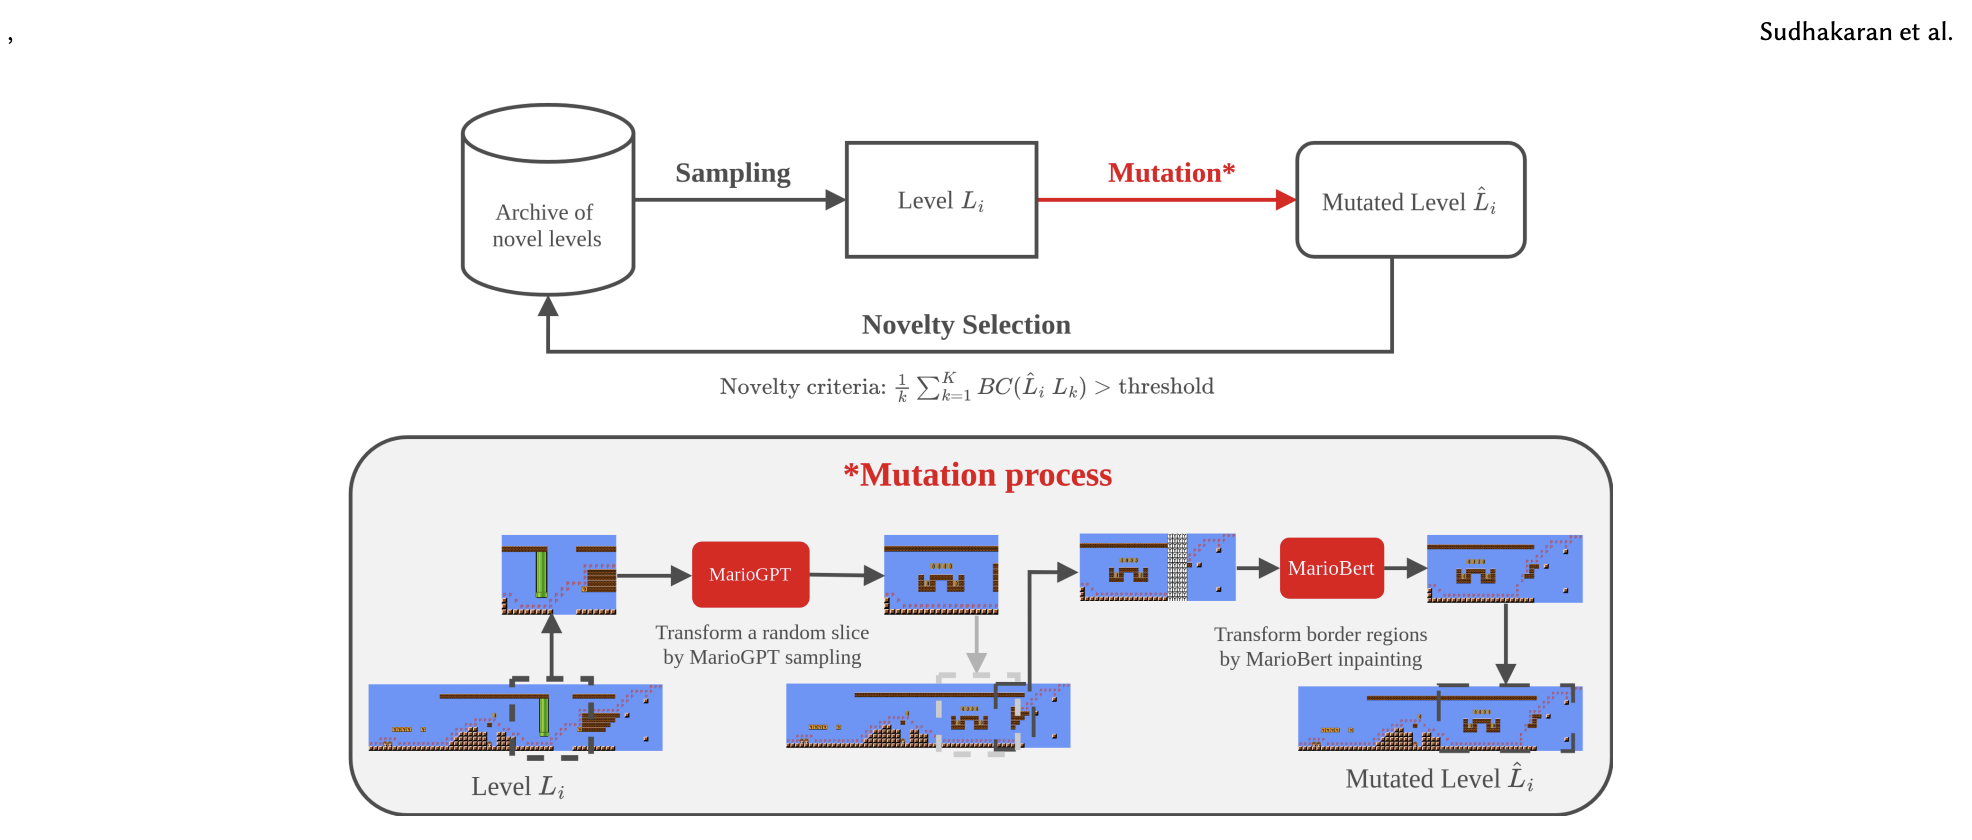 ,
Sudhakaran et al.
Sampling
Mutation*
Archive of
novel levels
Level $L_i$
Mutated Level $\hat{L}_i$
Novelty Selection
Novelty criteria: $\frac{1}{k} \sum_{k=1}^{K} BC(\hat{L}_i \; L_k) >$ threshold
*Mutation process
MarioGPT
MarioBert
Transform a random slice
by MarioGPT sampling
Transform border regions
by MarioBert inpainting
Level $L_i$
Mutated Level $\hat{L}_i$